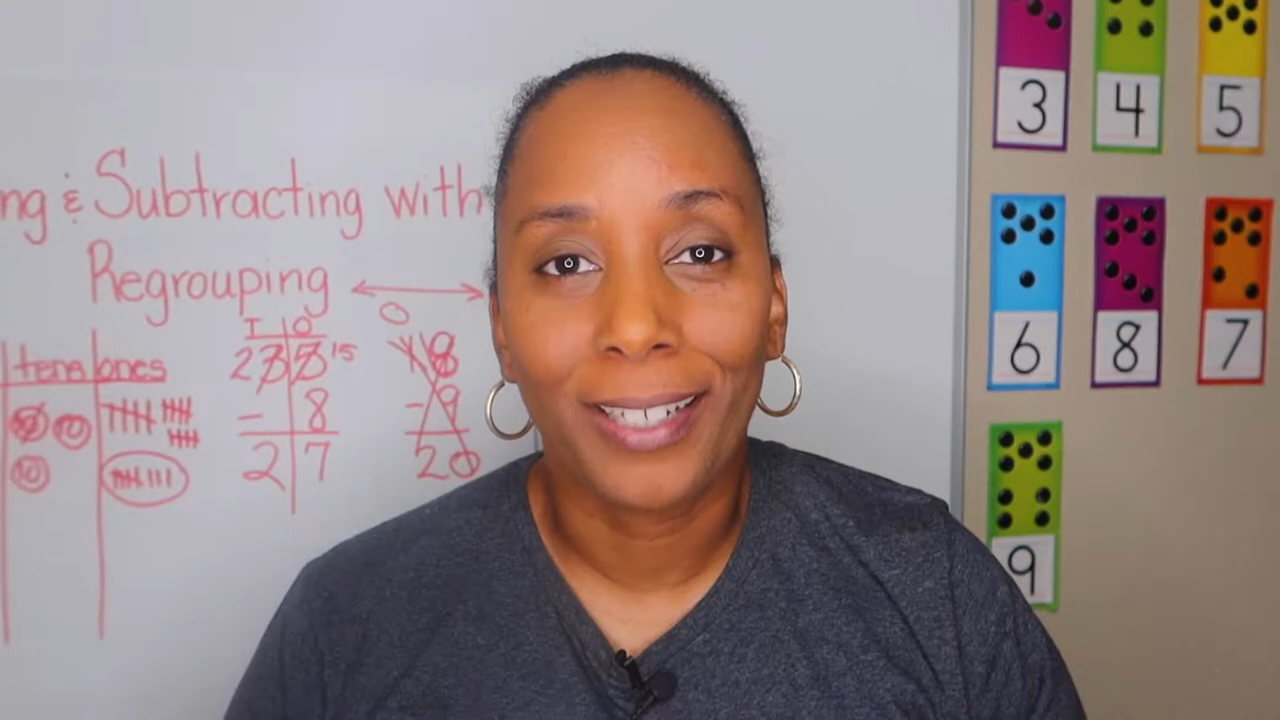 ng & Subtracting with
Regrouping
tens ones
T O
2 3 5 15
- 8
2 7
0
1 8
- 9
2 0
3 4 5
6 8 7
9